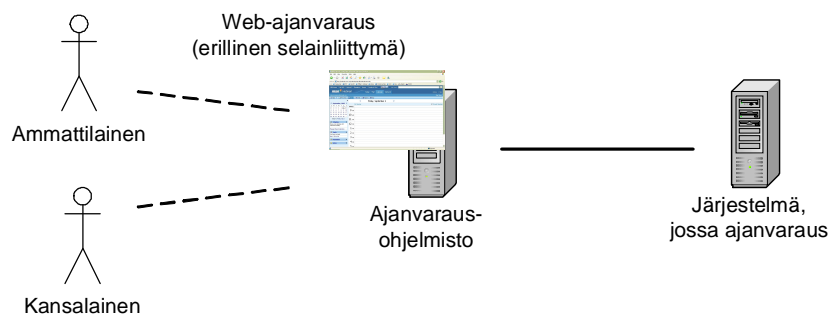 Web-ajanvaraus
(erillinen selainliittymä)
Ammattilainen
Ajanvaraus-
ohjelmisto
Järjestelmä,
jossa ajanvaraus
Kansalainen